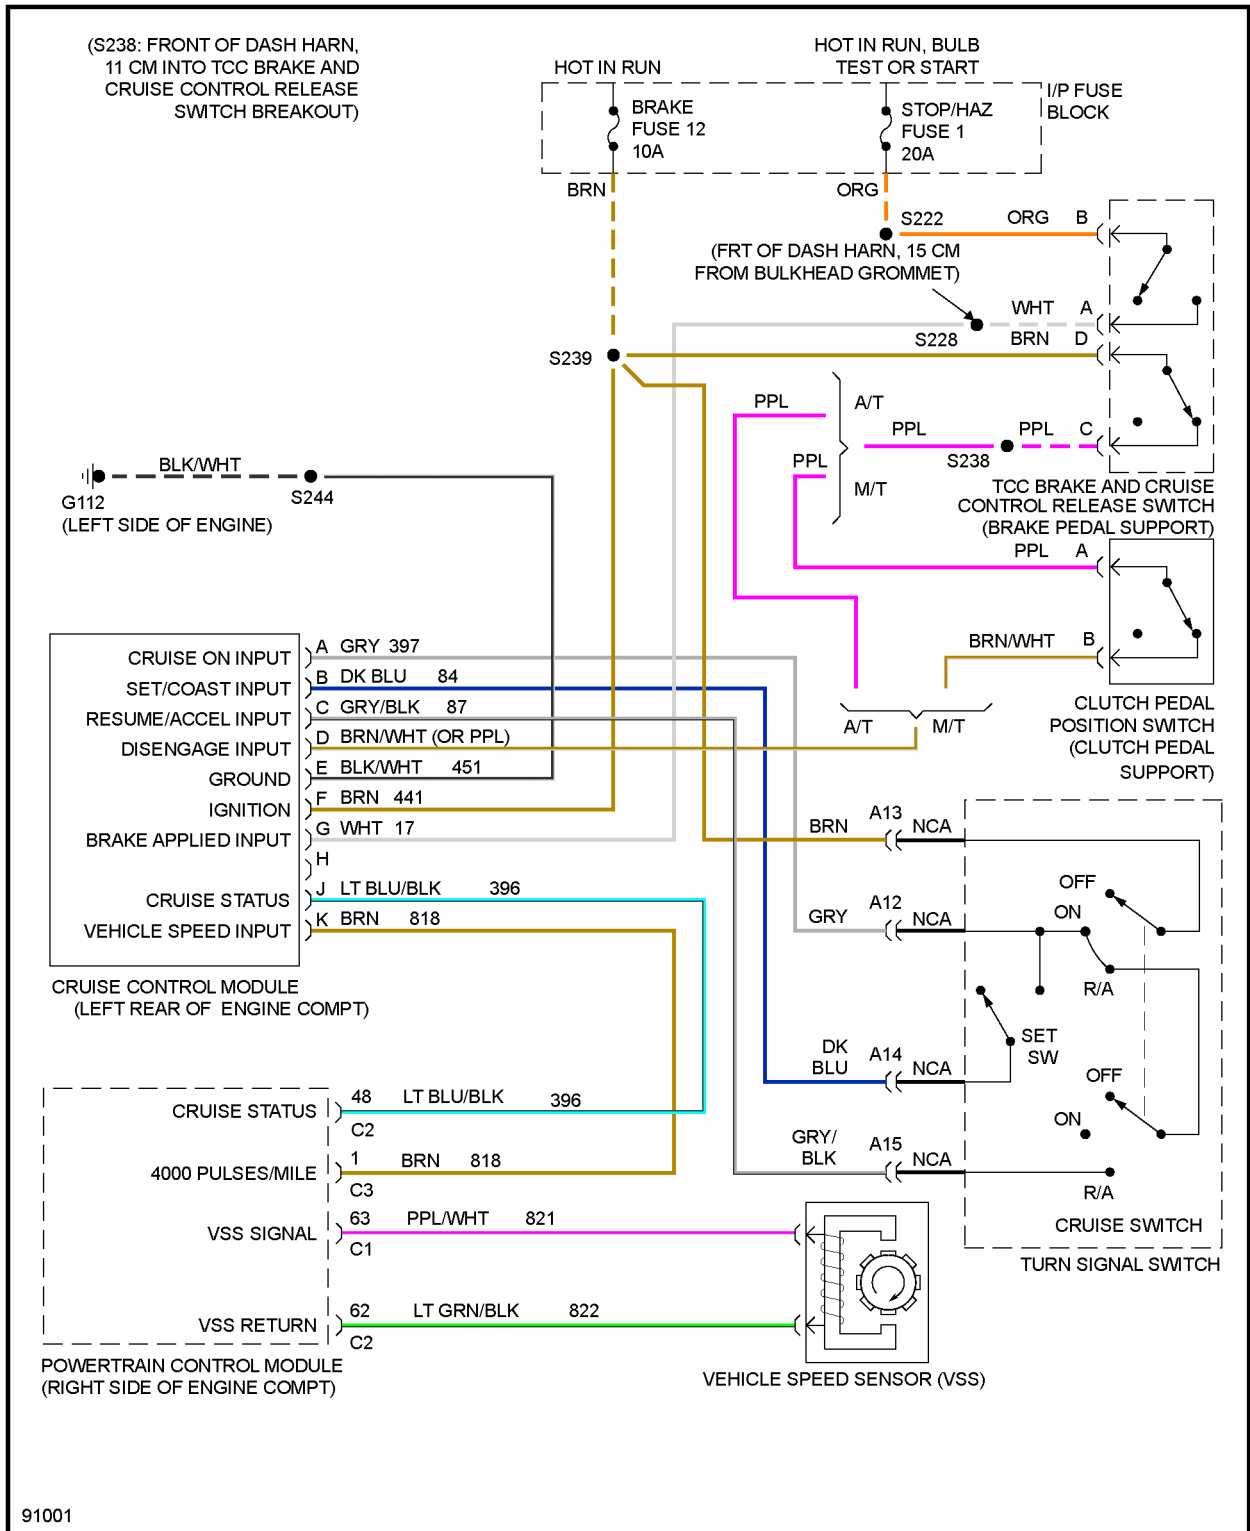 (S238: FRONT OF DASH HARN,
11 CM INTO TCC BRAKE AND
CRUISE CONTROL RELEASE
SWITCH BREAKOUT)
HOT IN RUN
HOT IN RUN, BULB
TEST OR START
BRAKE
FUSE 12
10A
STOP/HAZ
FUSE 1
20A
I/P FUSE
BLOCK
BRN
ORG
S222
ORG
B
(FRT OF DASH HARN, 15 CM
FROM BULKHEAD GROMMET)
WHT
A
S228
BRN
D
S239
PPL
A/T
PPL
PPL
C
S238
PPL
M/T
BLK/WHT
S244
G112
(LEFT SIDE OF ENGINE)
TCC BRAKE AND CRUISE
CONTROL RELEASE SWITCH
(BRAKE PEDAL SUPPORT)
PPL
A
BRN/WHT
B
CLUTCH PEDAL
POSITION SWITCH
(CLUTCH PEDAL
SUPPORT)
A/T
M/T
CRUISE ON INPUT
A
GRY 397
SET/COAST INPUT
B
DK BLU 84
RESUME/ACCEL INPUT
C
GRY/BLK 87
DISENGAGE INPUT
D
BRN/WHT (OR PPL)
GROUND
E
BLK/WHT 451
IGNITION
F
BRN 441
BRAKE APPLIED INPUT
G
WHT 17
H
CRUISE STATUS
J
LT BLU/BLK 396
VEHICLE SPEED INPUT
K
BRN 818
CRUISE CONTROL MODULE
(LEFT REAR OF ENGINE COMPT)
BRN
A13
NCA
OFF
ON
GRY
A12
NCA
R/A
SET
SW
DK
BLU
A14
NCA
OFF
ON
GRY/
BLK
A15
NCA
R/A
CRUISE SWITCH
TURN SIGNAL SWITCH
CRUISE STATUS
48
C2
LT BLU/BLK 396
4000 PULSES/MILE
1
C3
BRN 818
VSS SIGNAL
63
C1
PPL/WHT 821
VSS RETURN
62
C2
LT GRN/BLK 822
POWERTRAIN CONTROL MODULE
(RIGHT SIDE OF ENGINE COMPT)
VEHICLE SPEED SENSOR (VSS)
91001